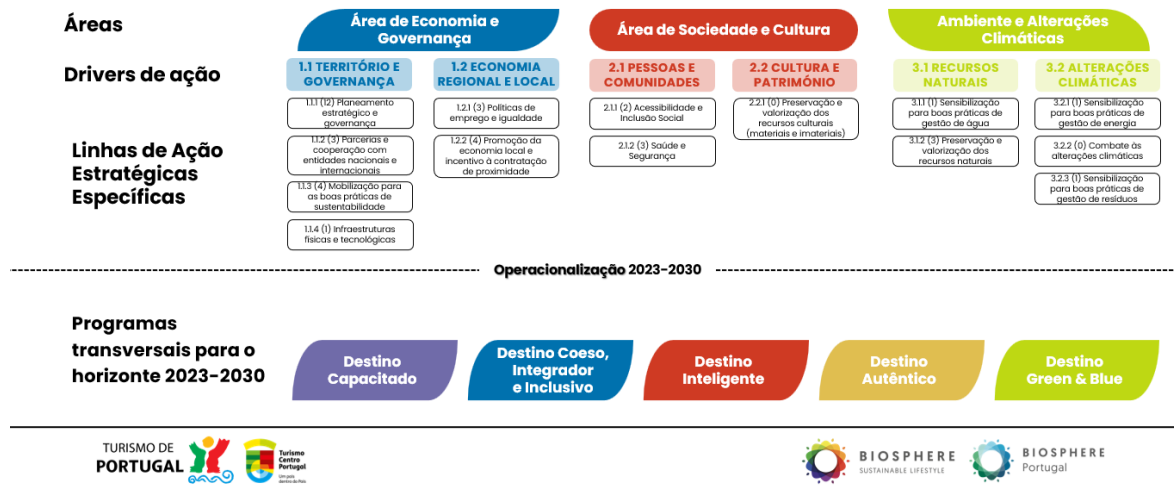 Áreas
Área de Economia e
Governança
Área de Sociedade e Cultura
Ambiente e Alterações
Climáticas
Drivers de ação
1.1 TERRITÓRIO E
GOVERNANÇA
1.2 ECONOMIA
REGIONAL E LOCAL
2.1 PESSOAS E
COMUNIDADES
2.2 CULTURA E
PATRIMÓNIO
3.1 RECURSOS
NATURAIS
3.2 ALTERAÇÕES
CLIMÁTICAS
Linhas de Ação
Estratégicas
Específicas
1.1.1 (12) Planeamento
estratégico e
governança
1.1.2 (3) Parcerias e
cooperação com
entidades nacionais e
internacionais
1.1.3 (4) Mobilização para
as boas práticas de
sustentabilidade
1.1.4 (1) Infraestruturas
físicas e tecnológicas
1.2.1 (3) Políticas de
emprego e igualdade
1.2.2 (4) Promoção da
economia local e
incentivo à contratação
de proximidade
2.1.1 (2) Acessibilidade e
Inclusão Social
2.1.2 (3) Saúde e
Segurança
2.2.1 (0) Preservação e
valorização dos
recursos culturais
(materiais e imateriais)
3.1.1 (1) Sensibilização
para boas práticas de
gestão de água
3.1.2 (3) Preservação e
valorização dos
recursos naturais
3.2.1 (1) Sensibilização
para boas práticas de
gestão de energia
3.2.2 (0) Combate às
alterações climáticas
3.2.3 (1) Sensibilização
para boas práticas de
gestão de resíduos
Operacionalização 2023-2030
Programas
transversais para o
horizonte 2023-2030
Destino
Capacitado
Destino Coeso,
Integrador
e Inclusivo
Destino
Inteligente
Destino
Autêntico
Destino
Green & Blue
TURISMO DE
PORTUGAL
Turismo
Centro
Portugal
Um país
dentro do País
BIOSPHERE
SUSTAINABLE LIFESTYLE
BIOSPHERE
Portugal